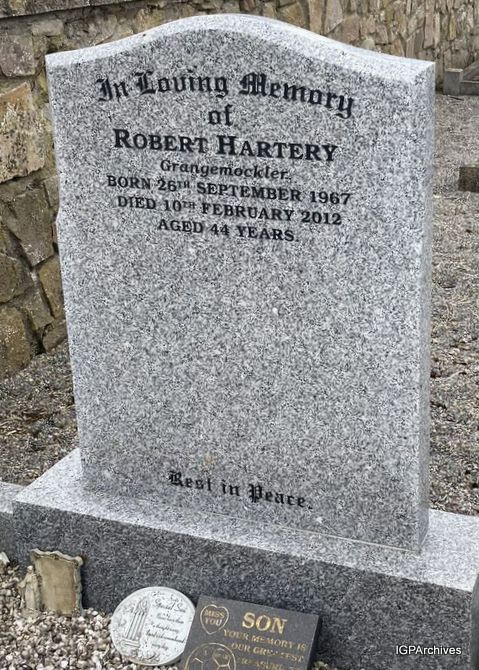 In Loving Memory
of
ROBERT HARTERY
Grangemockler.
BORN 26TH SEPTEMBER 1967
DIED 10TH FEBRUARY 2012
AGED 44 YEARS.
Rest in Peace.
MISS
YOU
SON
YOUR MEMORY IS
OUR GREATEST
TREASURE
IGPArchives